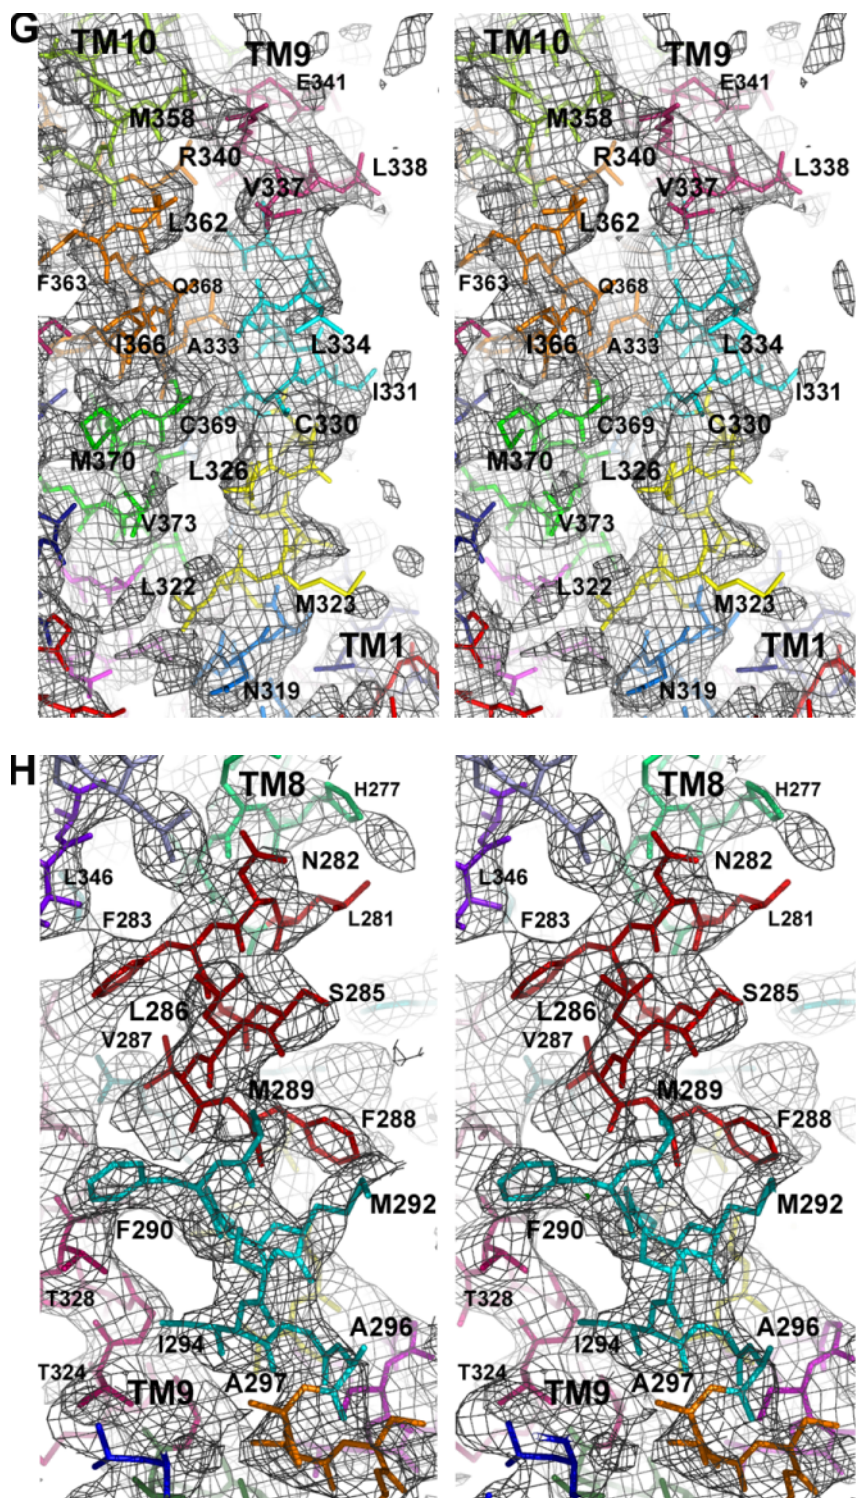 G
TM10 TM9 TM10 TM9
E341 E341
M358 M358
R340 L338 R340 L338
V337 V337
L362 L362
F363 Q368 F363 Q368
I366 A333 L334 I366 A333 L334
I331 I331
C369 C330 C369 C330
M370 L326 M370 L326
V373 V373
L322 M323 L322 M323
TM1 TM1
N319 N319
H
TM8 H277 TM8 H277
N282 N282
L346 L346
F283 L281 F283 L281
L286 S285 L286 S285
V287 V287
M289 F288 M289 F288
M292 M292
F290 F290
T328 T328
I294 A296 I294 A296
T324 TM9 A297 T324 TM9 A297